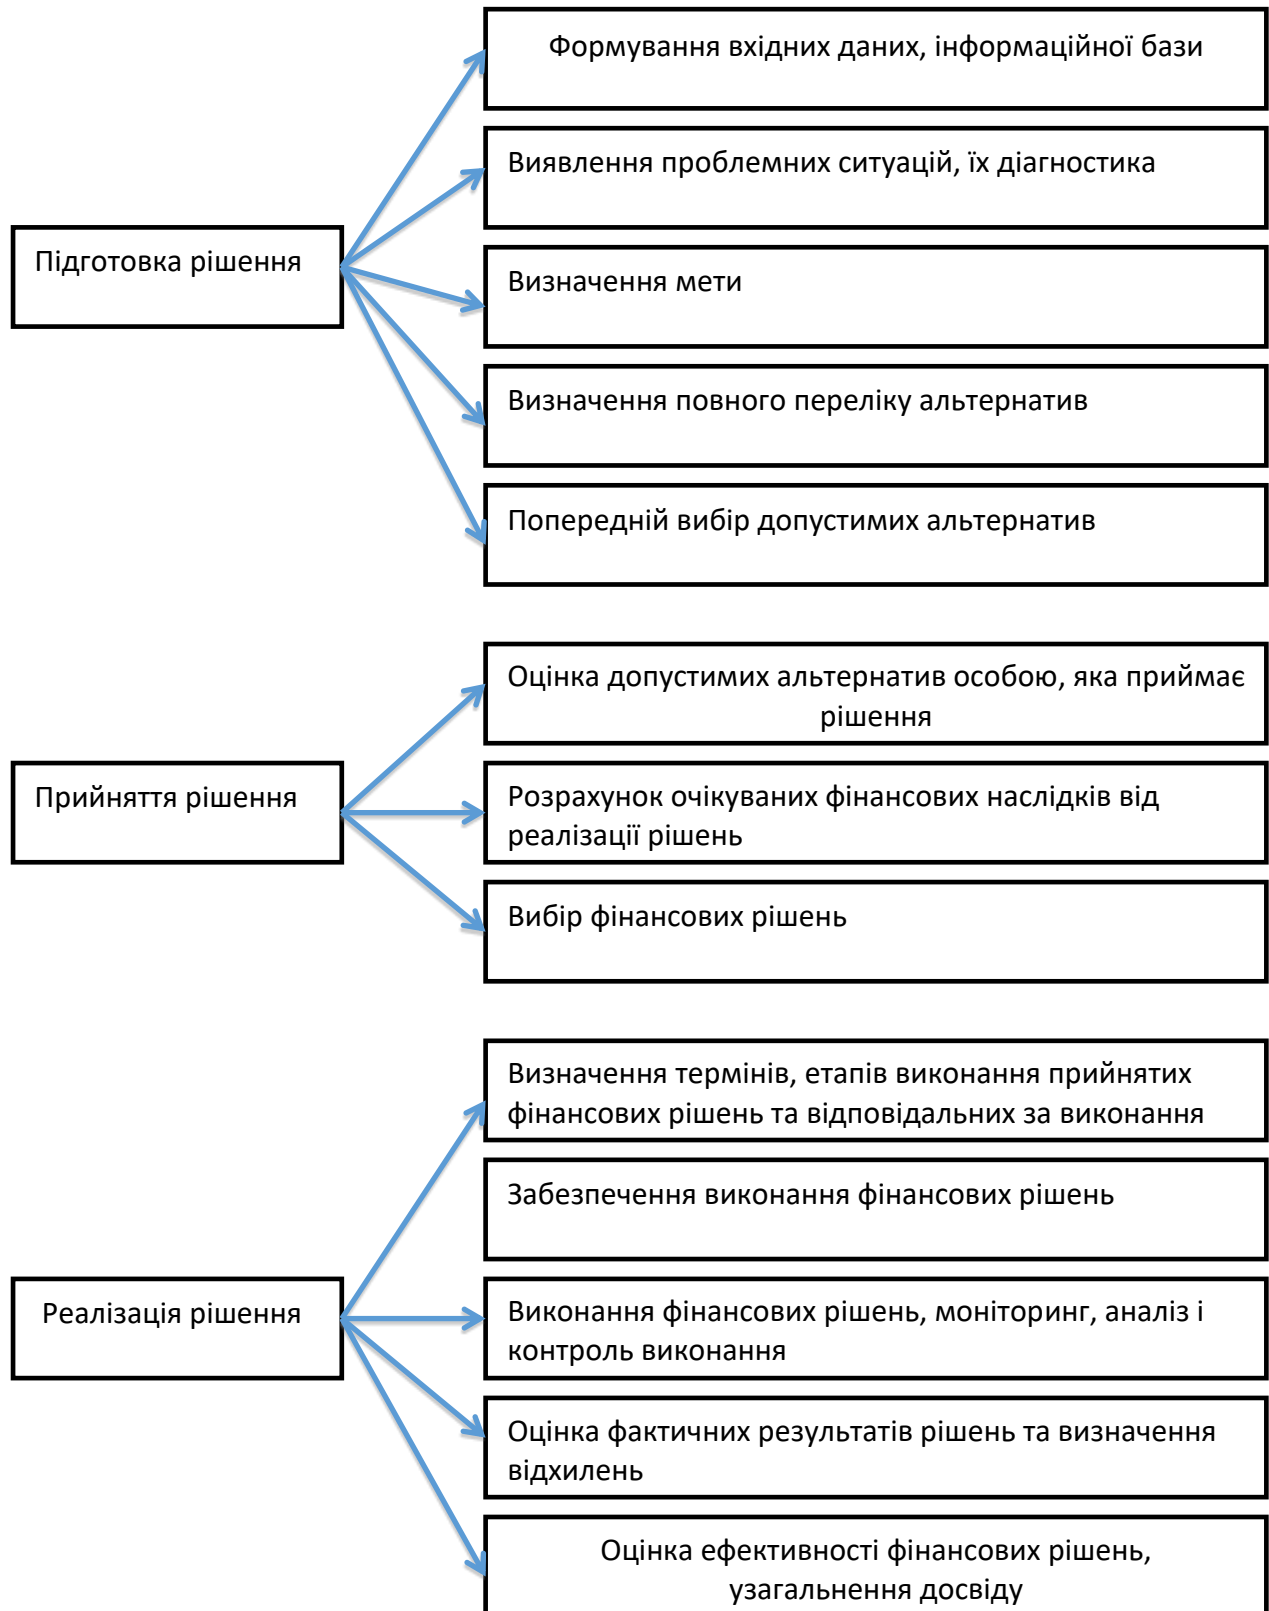 Формування вхідних даних, інформаційної бази
Виявлення проблемних ситуацій, їх діагностика
Підготовка рішення
Визначення мети
Визначення повного переліку альтернатив
Попередній вибір допустимих альтернатив
Оцінка допустимих альтернатив особою, яка приймає
рішення
Прийняття рішення
Розрахунок очікуваних фінансових наслідків від
реалізації рішень
Вибір фінансових рішень
Визначення термінів, етапів виконання прийнятих
фінансових рішень та відповідальних за виконання
Забезпечення виконання фінансових рішень
Реалізація рішення
Виконання фінансових рішень, моніторинг, аналіз і
контроль виконання
Оцінка фактичних результатів рішень та визначення
відхилень
Оцінка ефективності фінансових рішень,
узагальнення досвіду